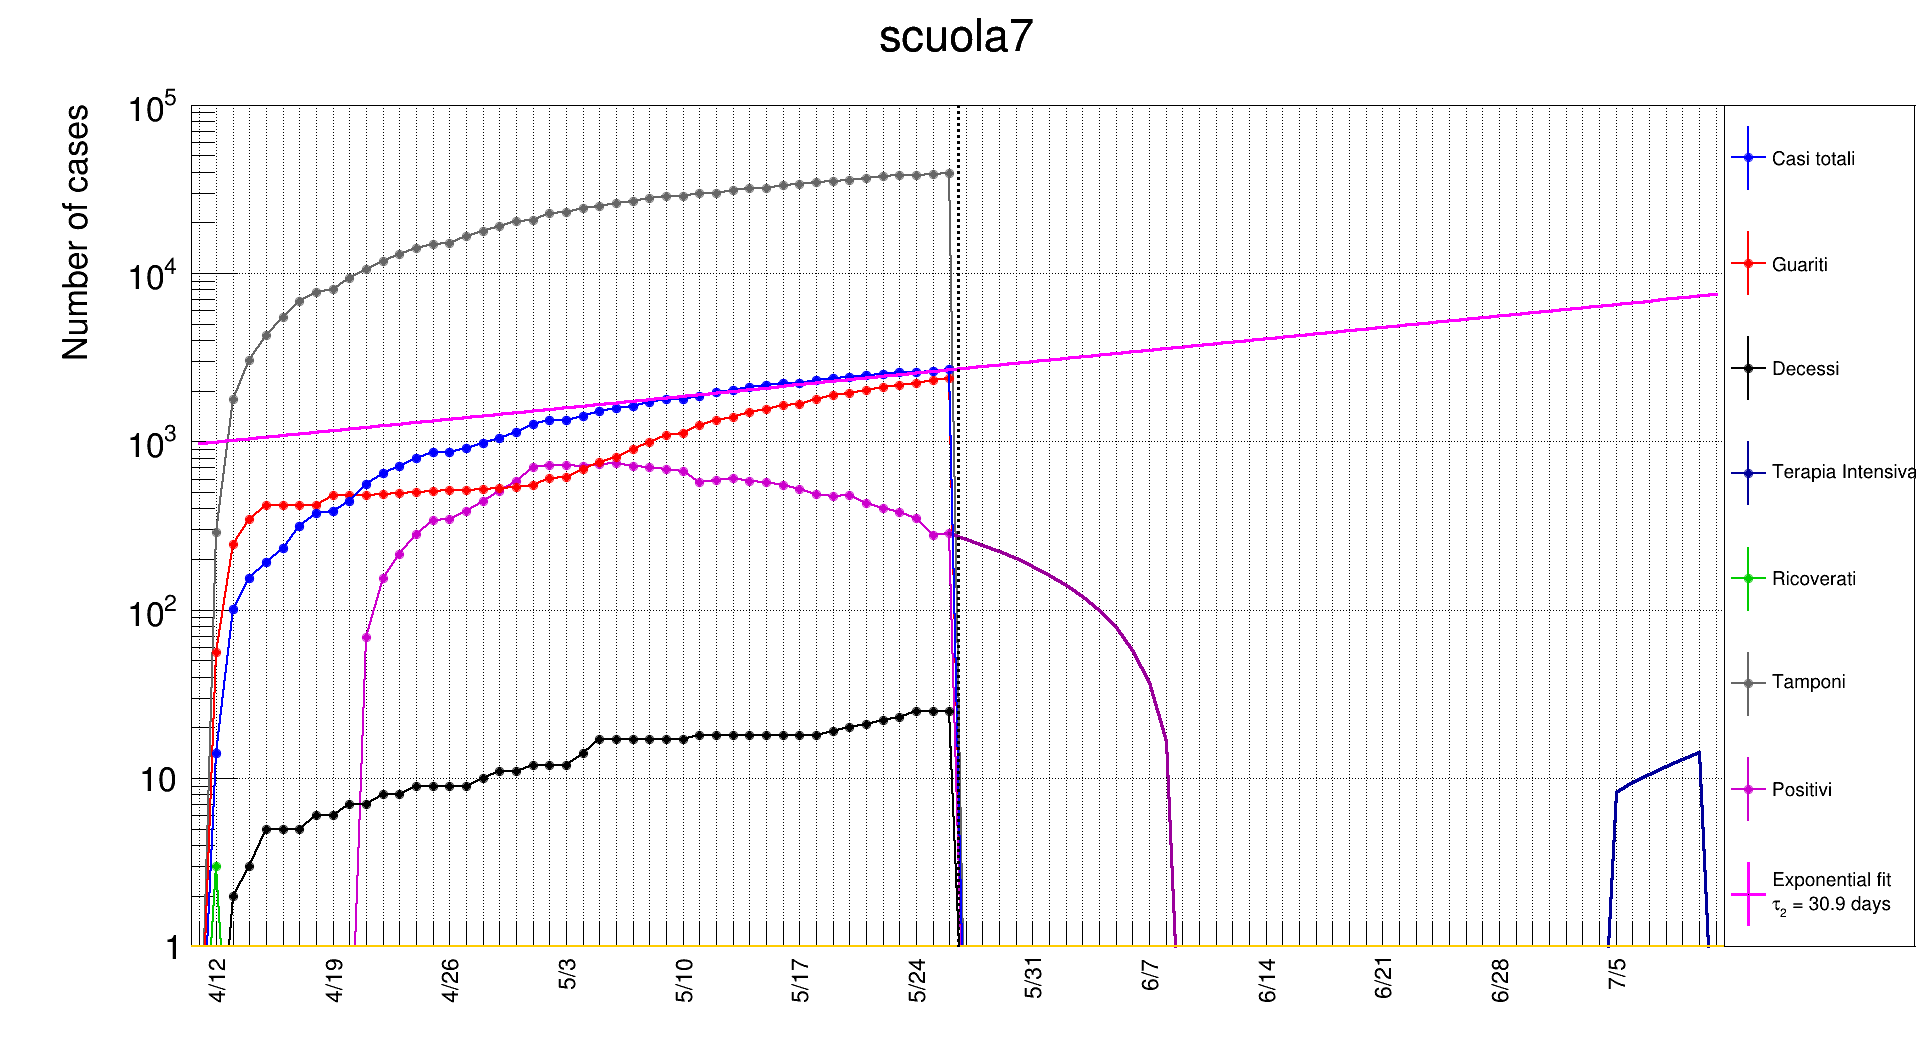 scuola7
Number of cases
10^5
10^4
10^3
10^2
10
1
4/12
4/19
4/26
5/3
5/10
5/17
5/24
5/31
6/7
6/14
6/21
6/28
7/5
Casi totali
Guariti
Decessi
Terapia Intensiva
Ricoverati
Tamponi
Positivi
Exponential fit
τ₂ = 30.9 days